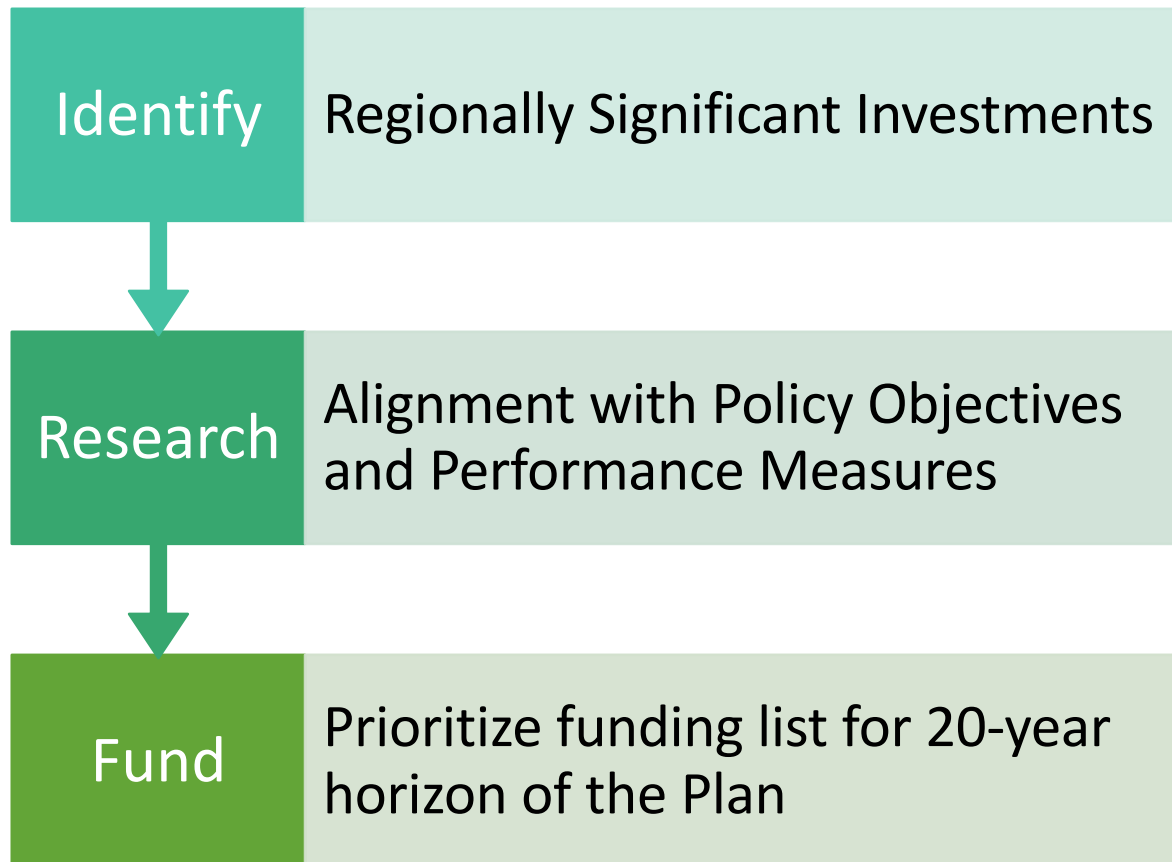 Identify
Regionally Significant Investments
Research
Alignment with Policy Objectives
and Performance Measures
Fund
Prioritize funding list for 20-year
horizon of the Plan